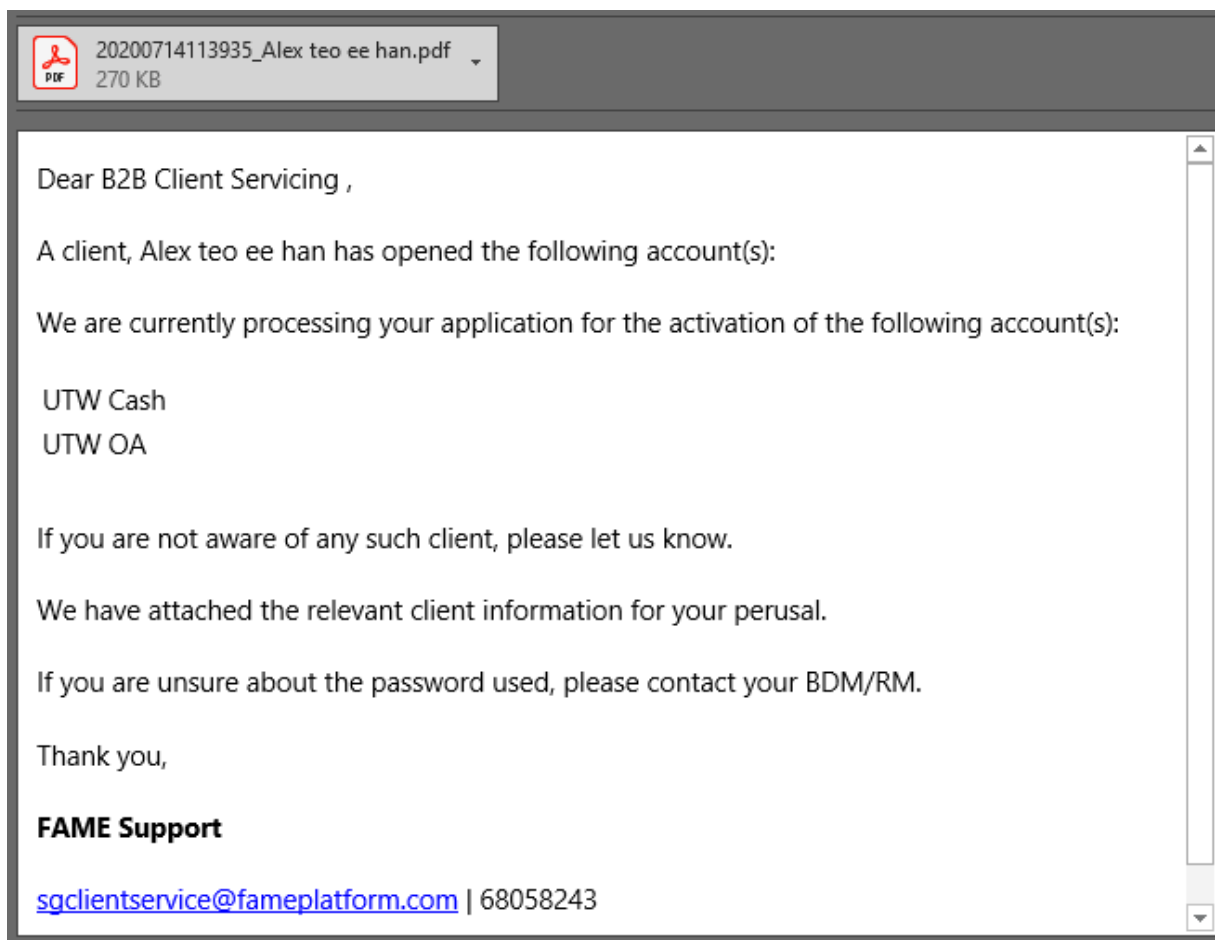 20200714113935_Alex teo ee han.pdf
PDF
270 KB
Dear B2B Client Servicing ,
A client, Alex teo ee han has opened the following account(s):
We are currently processing your application for the activation of the following account(s):
UTW Cash
UTW OA
If you are not aware of any such client, please let us know.
We have attached the relevant client information for your perusal.
If you are unsure about the password used, please contact your BDM/RM.
Thank you,
FAME Support
sgclientservice@fameplatform.com | 68058243